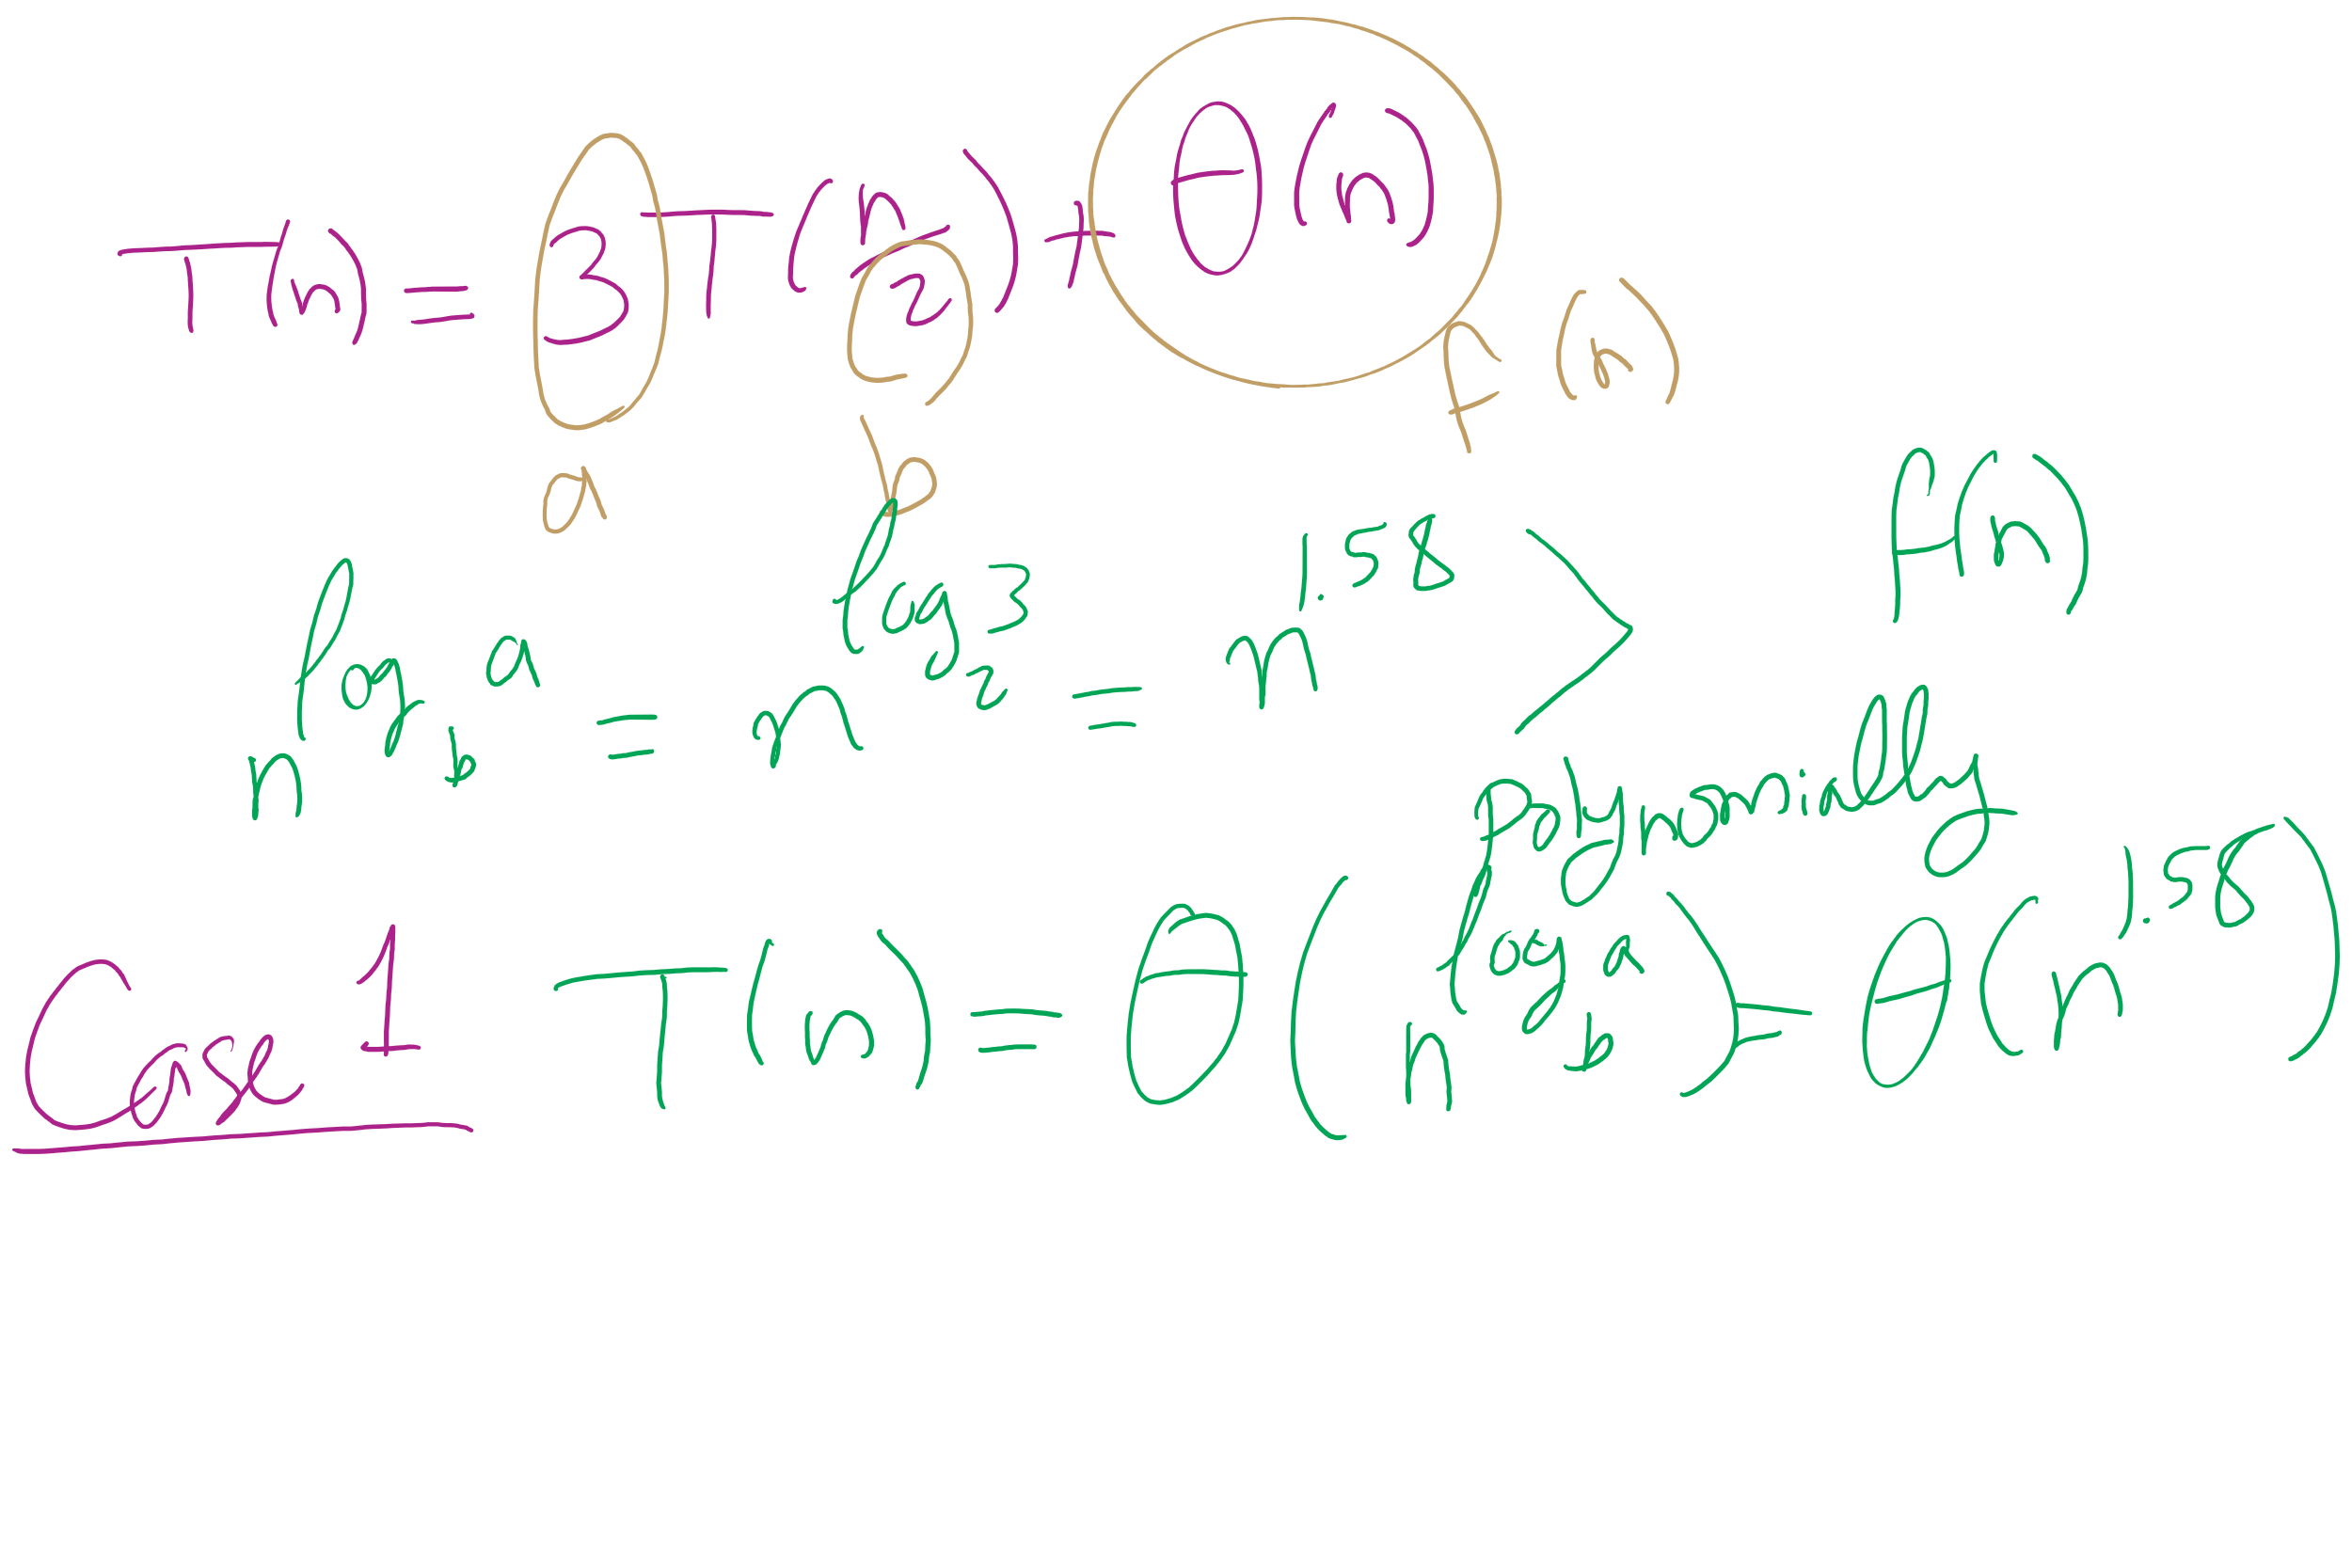 T(n) = 3T(n/2) + θ(n)
f(n)
a b
n^log_b a = n^log_2 3 = n^1.58 > f(n)
polynomially
Case 1 T(n) = θ(n^log_b a) = θ(n^1.58)